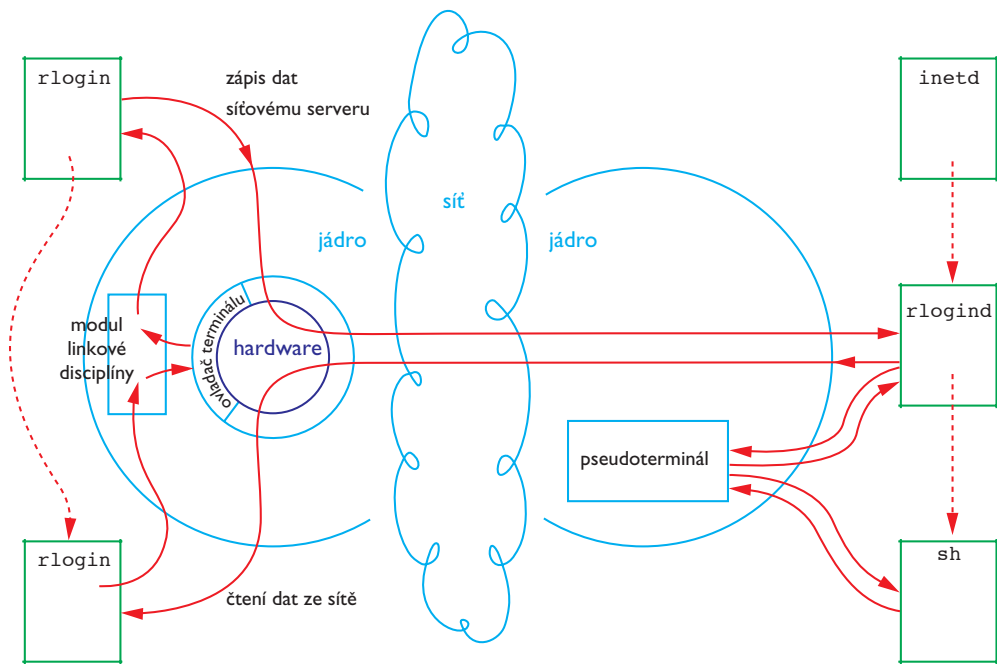 rlogin
zápis dat
síťovému serveru
inetd
síť
jádro
jádro
modul
linkové
disciplíny
ovladač terminálu
hardware
rlogind
pseudoterminál
rlogin
čtení dat ze sítě
sh